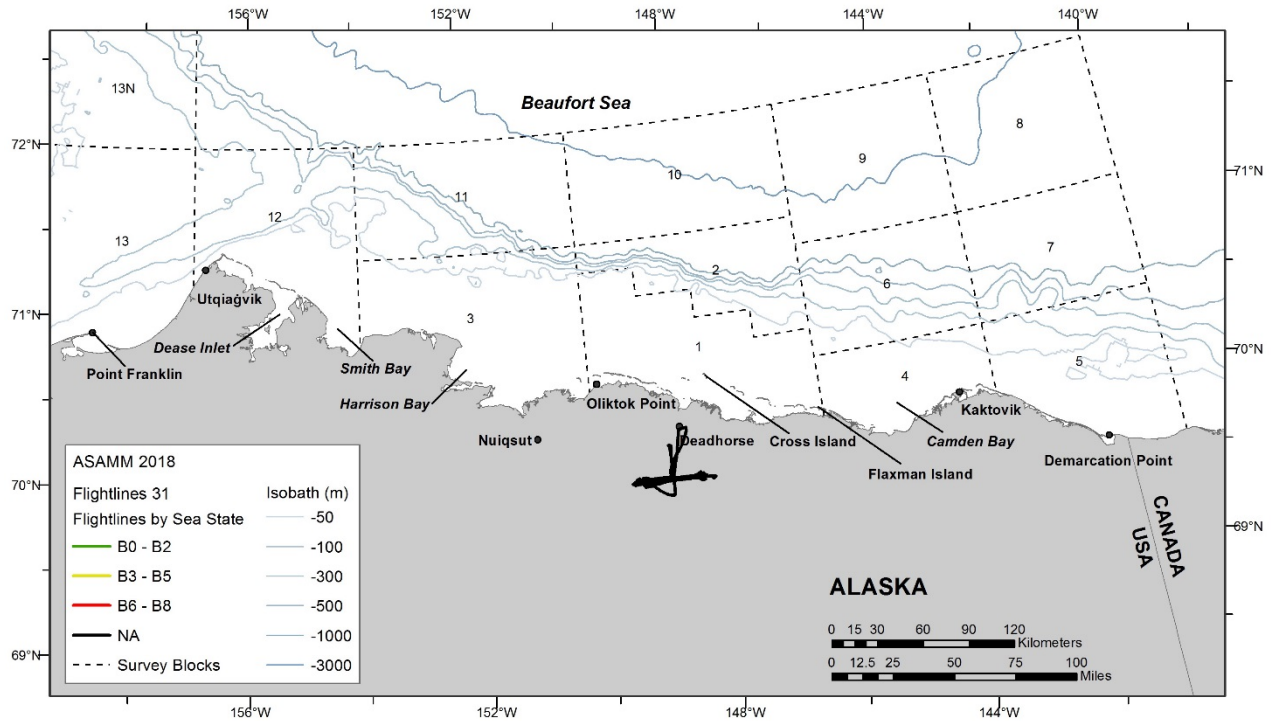 156°W 152°W 148°W 144°W 140°W
72°N
71°N
70°N
69°N
71°N
70°N
69°N
13N
Beaufort Sea
8
9
10
11
12
13
7
2
6
3
1
5
4
Utqiaġvik
Dease Inlet
Point Franklin
Smith Bay
Harrison Bay
Oliktok Point
Nuiqsut
Deadhorse
Cross Island
Flaxman Island
Camden Bay
Kaktovik
Demarcation Point
CANADA
USA
ASAMM 2018
Flightlines 31
Flightlines by Sea State
B0 - B2
B3 - B5
B6 - B8
NA
Survey Blocks
Isobath (m)
-50
-100
-300
-500
-1000
-3000
ALASKA
0 15 30 60 90 120
Kilometers
0 12.5 25 50 75 100
Miles
156°W 152°W 148°W 144°W